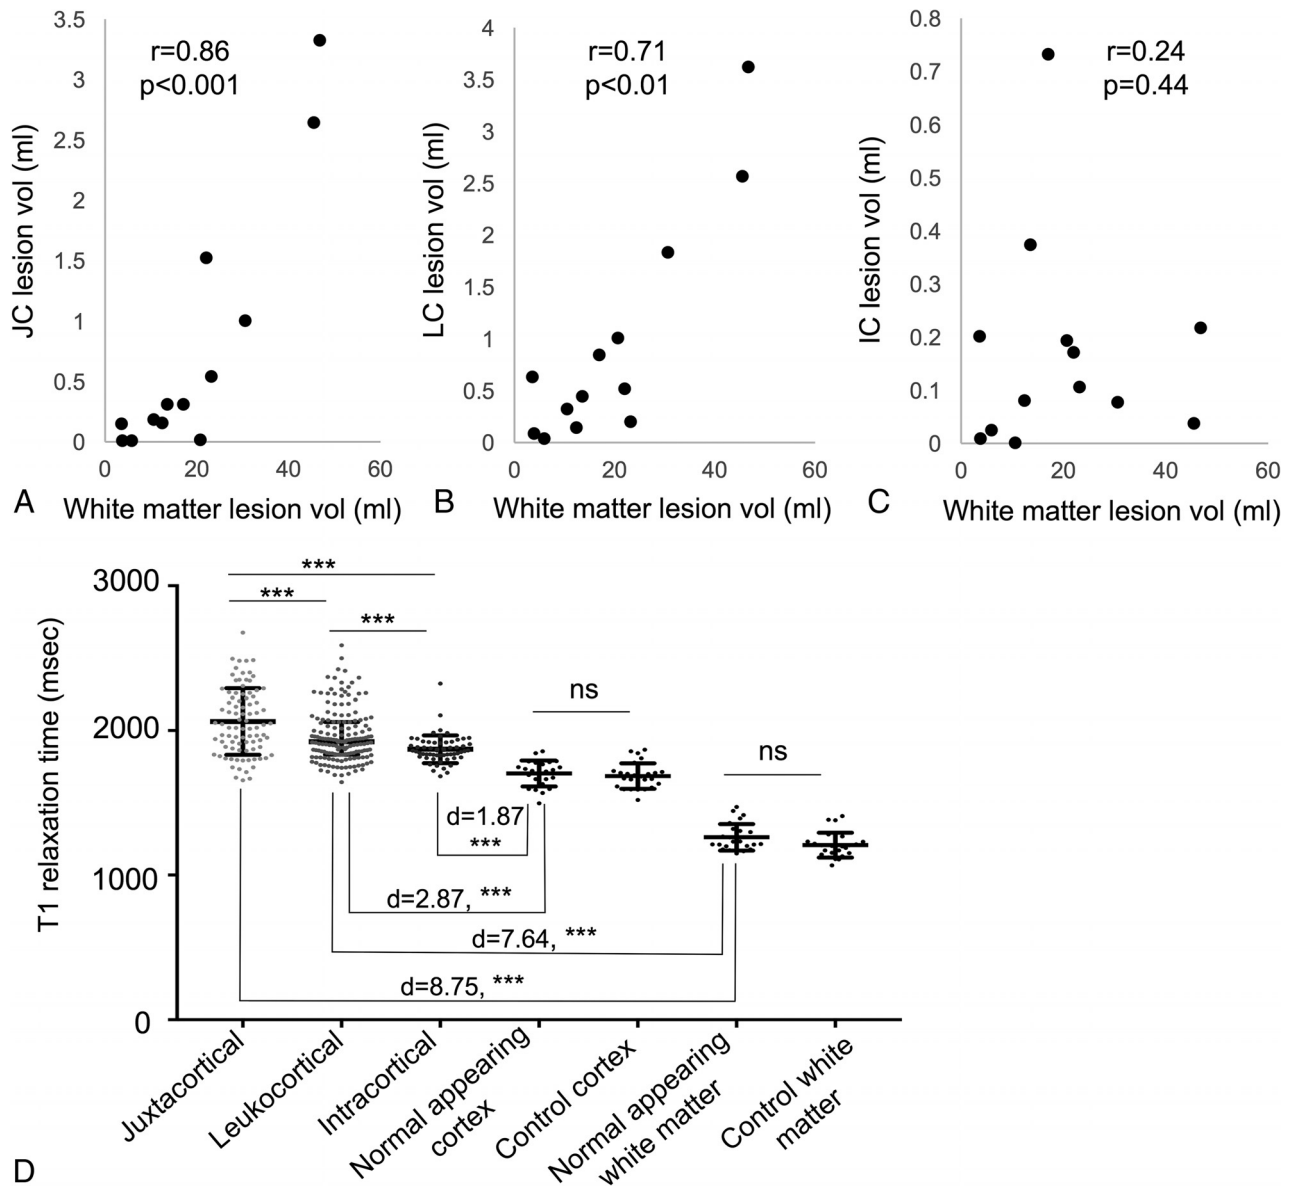 3.5
3
2.5
2
1.5
1
0.5
0
0
20
40
60
JC lesion vol (ml)
r=0.86
p<0.001
A
White matter lesion vol (ml)
4
3.5
3
2.5
2
1.5
1
0.5
0
0
20
40
60
LC lesion vol (ml)
r=0.71
p<0.01
B
White matter lesion vol (ml)
0.8
0.7
0.6
0.5
0.4
0.3
0.2
0.1
0
0
20
40
60
IC lesion vol (ml)
r=0.24
p=0.44
C
White matter lesion vol (ml)
3000
2000
1000
0
T1 relaxation time (msec)
***
***
***
ns
ns
d=1.87
***
d=2.87, ***
d=7.64, ***
d=8.75, ***
Juxtacortical
Leukocortical
Intracortical
Normal appearing
cortex
Control cortex
Normal appearing
white matter
Control white
matter
D